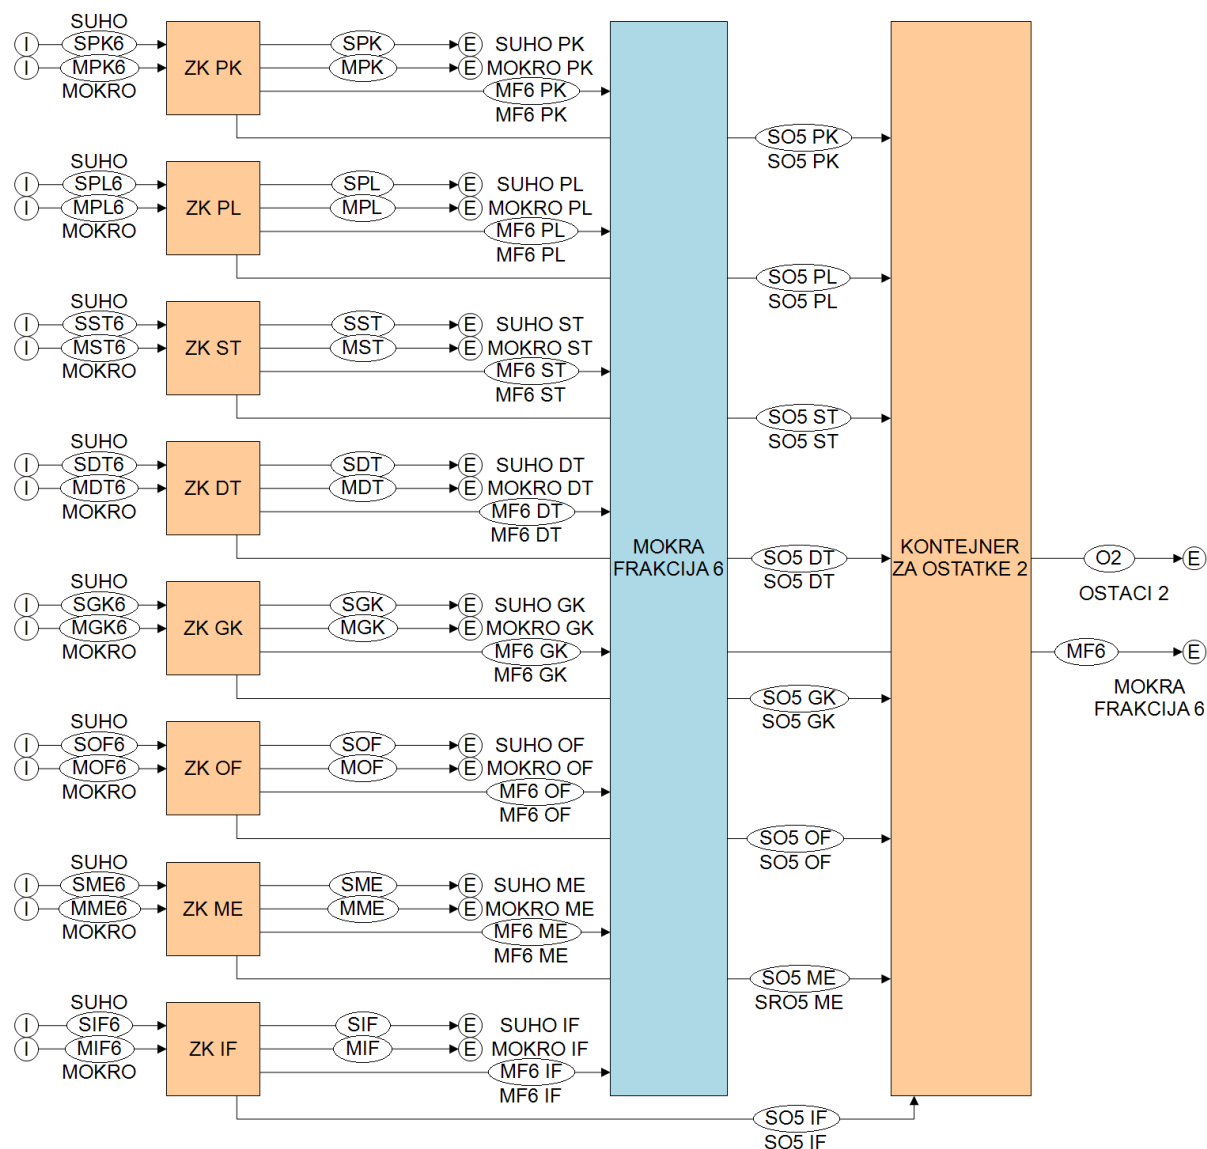 SUHO
I SPK6 ZK PK SPK E SUHO PK
I MPK6 MPK E MOKRO PK
MOKRO MF6 PK
MF6 PK
SO5 PK
SO5 PK
SUHO
I SPL6 ZK PL SPL E SUHO PL
I MPL6 MPL E MOKRO PL
MOKRO MF6 PL
MF6 PL
SO5 PL
SO5 PL
SUHO
I SST6 ZK ST SST E SUHO ST
I MST6 MST E MOKRO ST
MOKRO MF6 ST
MF6 ST
SO5 ST
SO5 ST
SUHO
I SDT6 ZK DT SDT E SUHO DT
I MDT6 MDT E MOKRO DT
MOKRO MF6 DT
MF6 DT
MOKRA
FRAKCIJA 6
SO5 DT
SO5 DT
KONTEJNER
ZA OSTATKE 2
O2 E
OSTACI 2
SUHO
I SGK6 ZK GK SGK E SUHO GK
I MGK6 MGK E MOKRO GK
MOKRO MF6 GK
MF6 GK
MF6 E
MOKRA
FRAKCIJA 6
SO5 GK
SO5 GK
SUHO
I SOF6 ZK OF SOF E SUHO OF
I MOF6 MOF E MOKRO OF
MOKRO MF6 OF
MF6 OF
SO5 OF
SO5 OF
SUHO
I SME6 ZK ME SME E SUHO ME
I MME6 MME E MOKRO ME
MOKRO MF6 ME
MF6 ME
SO5 ME
SRO5 ME
SUHO
I SIF6 ZK IF SIF E SUHO IF
I MIF6 MIF E MOKRO IF
MOKRO MF6 IF
MF6 IF
SO5 IF
SO5 IF